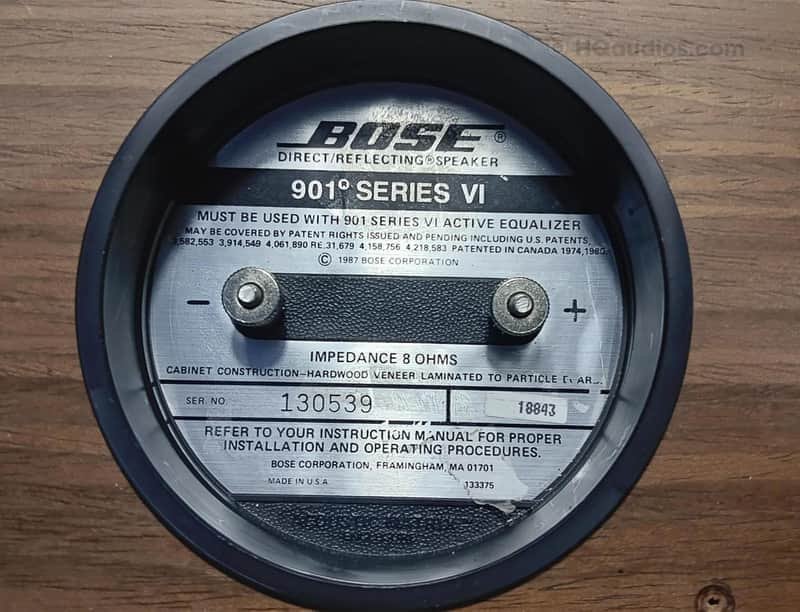 HQaudios.com
BOSE®
DIRECT/REFLECTING® SPEAKER
901® SERIES VI
MUST BE USED WITH 901 SERIES VI ACTIVE EQUALIZER
MAY BE COVERED BY PATENT RIGHTS ISSUED AND PENDING INCLUDING U.S. PATENTS,
3,582,553 3,914,549 4,061,890 RE.31,679 4,158,756 4,218,583 PATENTED IN CANADA 1974, 1980.
© 1987 BOSE CORPORATION
− +
IMPEDANCE 8 OHMS
CABINET CONSTRUCTION—HARDWOOD VENEER LAMINATED TO PARTICLE
SER. NO. 130539 18843
REFER TO YOUR INSTRUCTION MANUAL FOR PROPER
INSTALLATION AND OPERATING PROCEDURES.
BOSE CORPORATION, FRAMINGHAM, MA 01701
MADE IN U.S.A. 133375